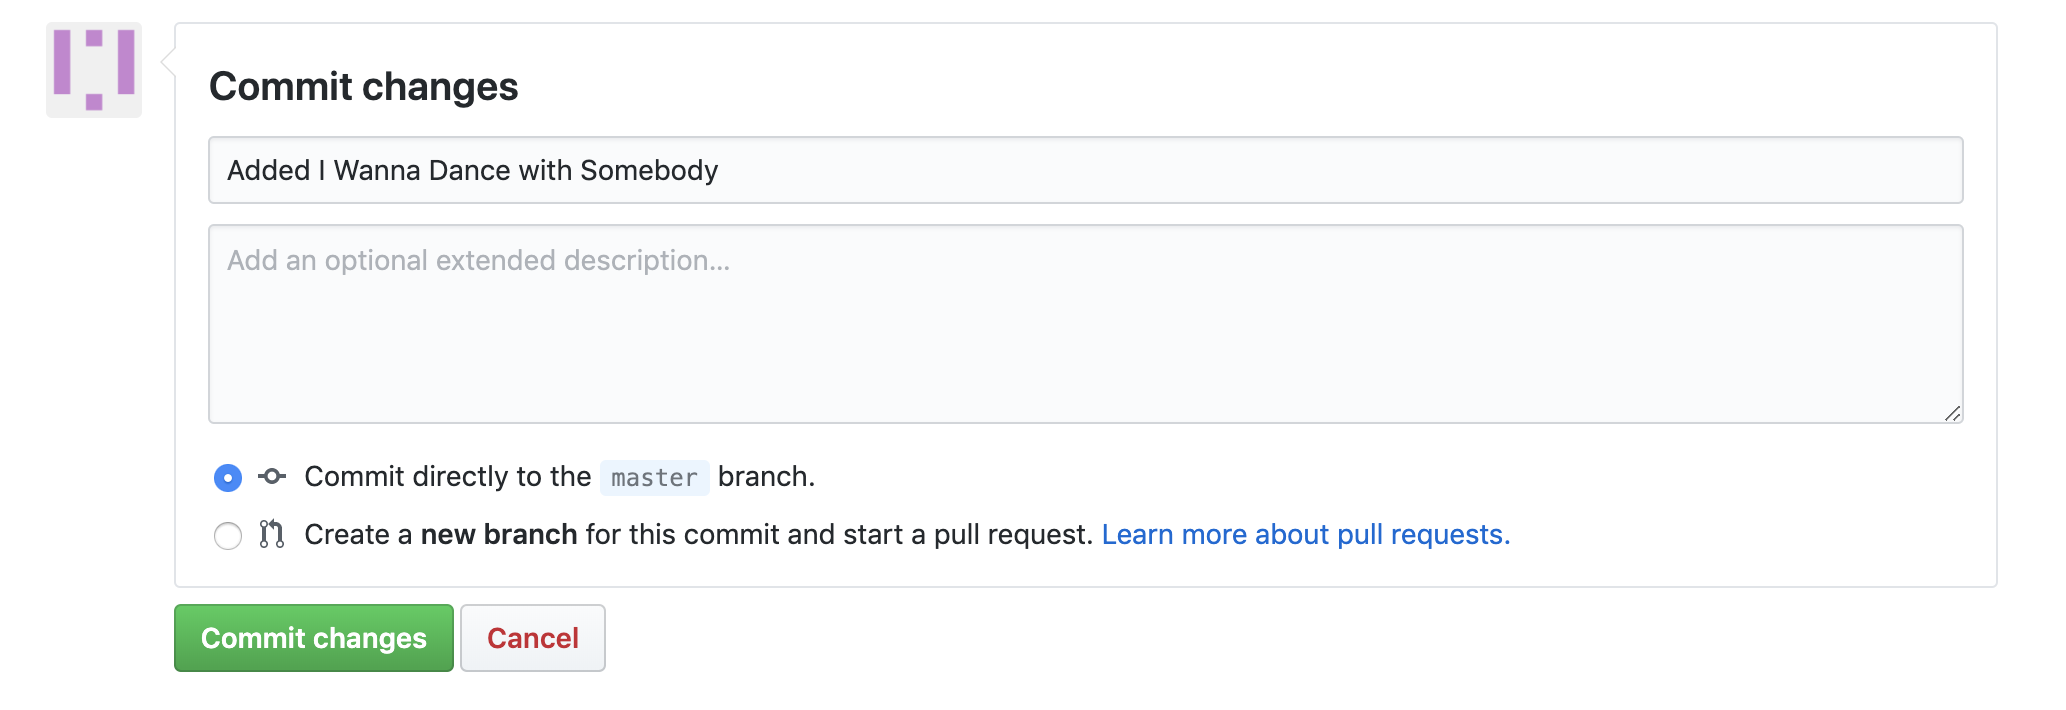 Commit changes
Added I Wanna Dance with Somebody
Add an optional extended description...
Commit directly to the master branch.
Create a new branch for this commit and start a pull request. Learn more about pull requests.
Commit changes Cancel